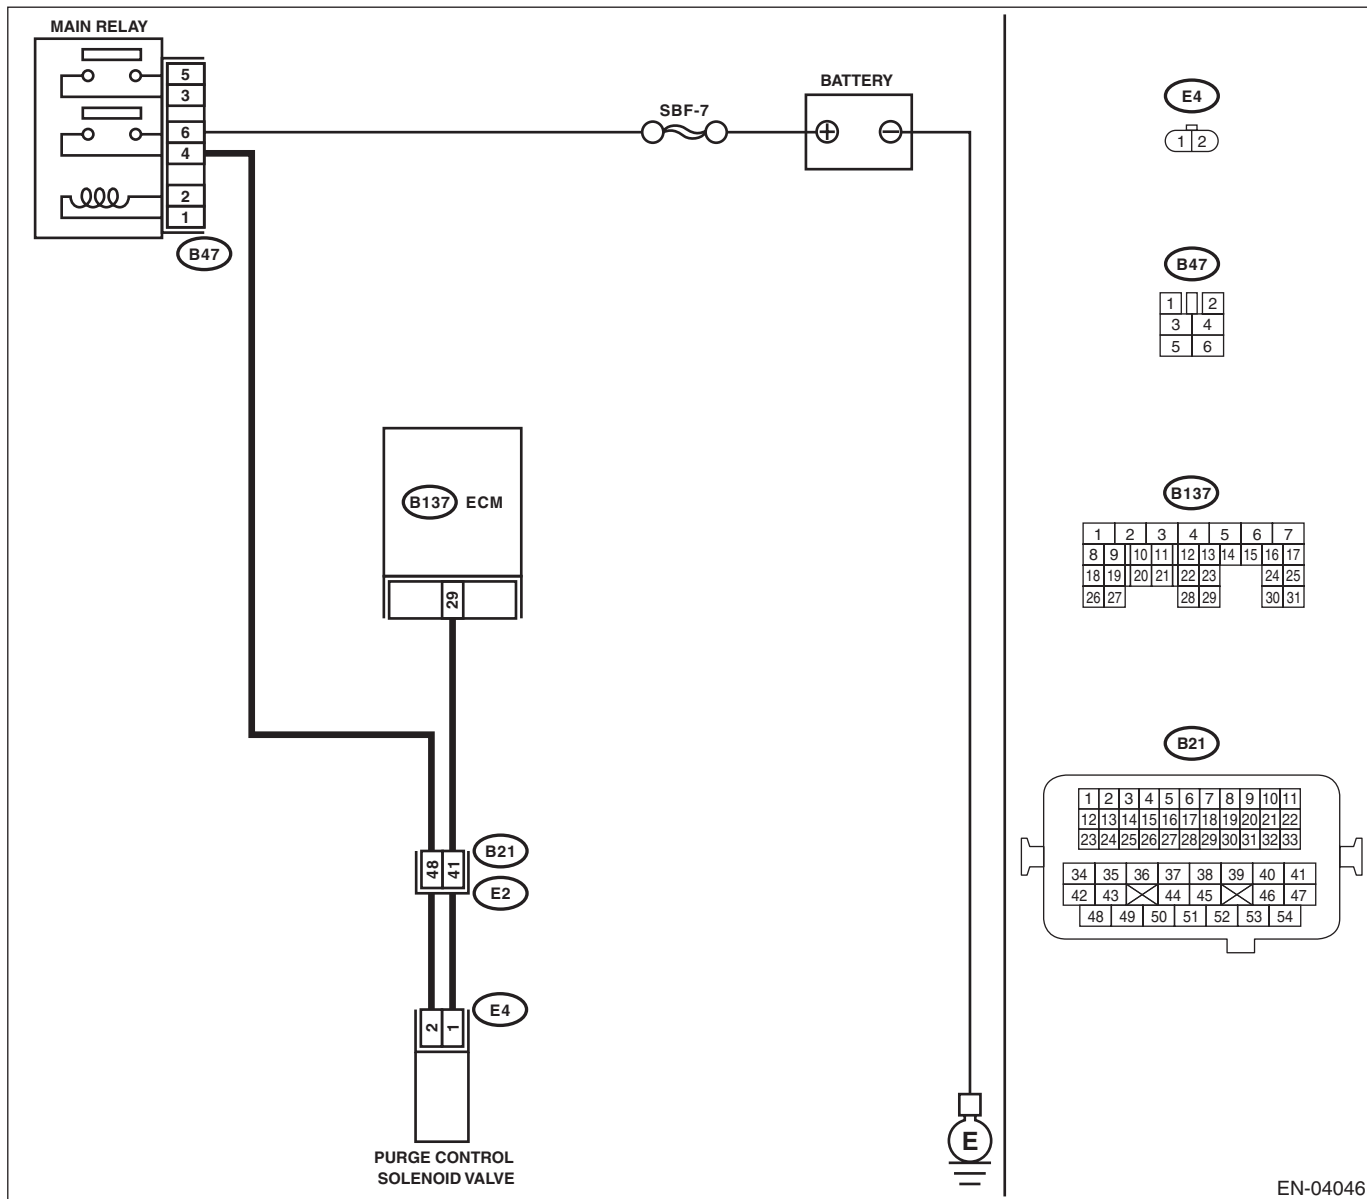 MAIN RELAY
5
3
6
4
2
1
B47
SBF-7
BATTERY
+ −
B137 ECM
29
48 41
B21
E2
2 1
E4
PURGE CONTROL
SOLENOID VALVE
E
E4
1 2
B47
1 2
3 4
5 6
B137
1 2 3 4 5 6 7
8 9 10 11 12 13 14 15 16 17
18 19 20 21 22 23 24 25
26 27 28 29 30 31
B21
1 2 3 4 5 6 7 8 9 10 11
12 13 14 15 16 17 18 19 20 21 22
23 24 25 26 27 28 29 30 31 32 33
34 35 36 37 38 39 40 41
42 43 44 45 46 47
48 49 50 51 52 53 54
EN-04046